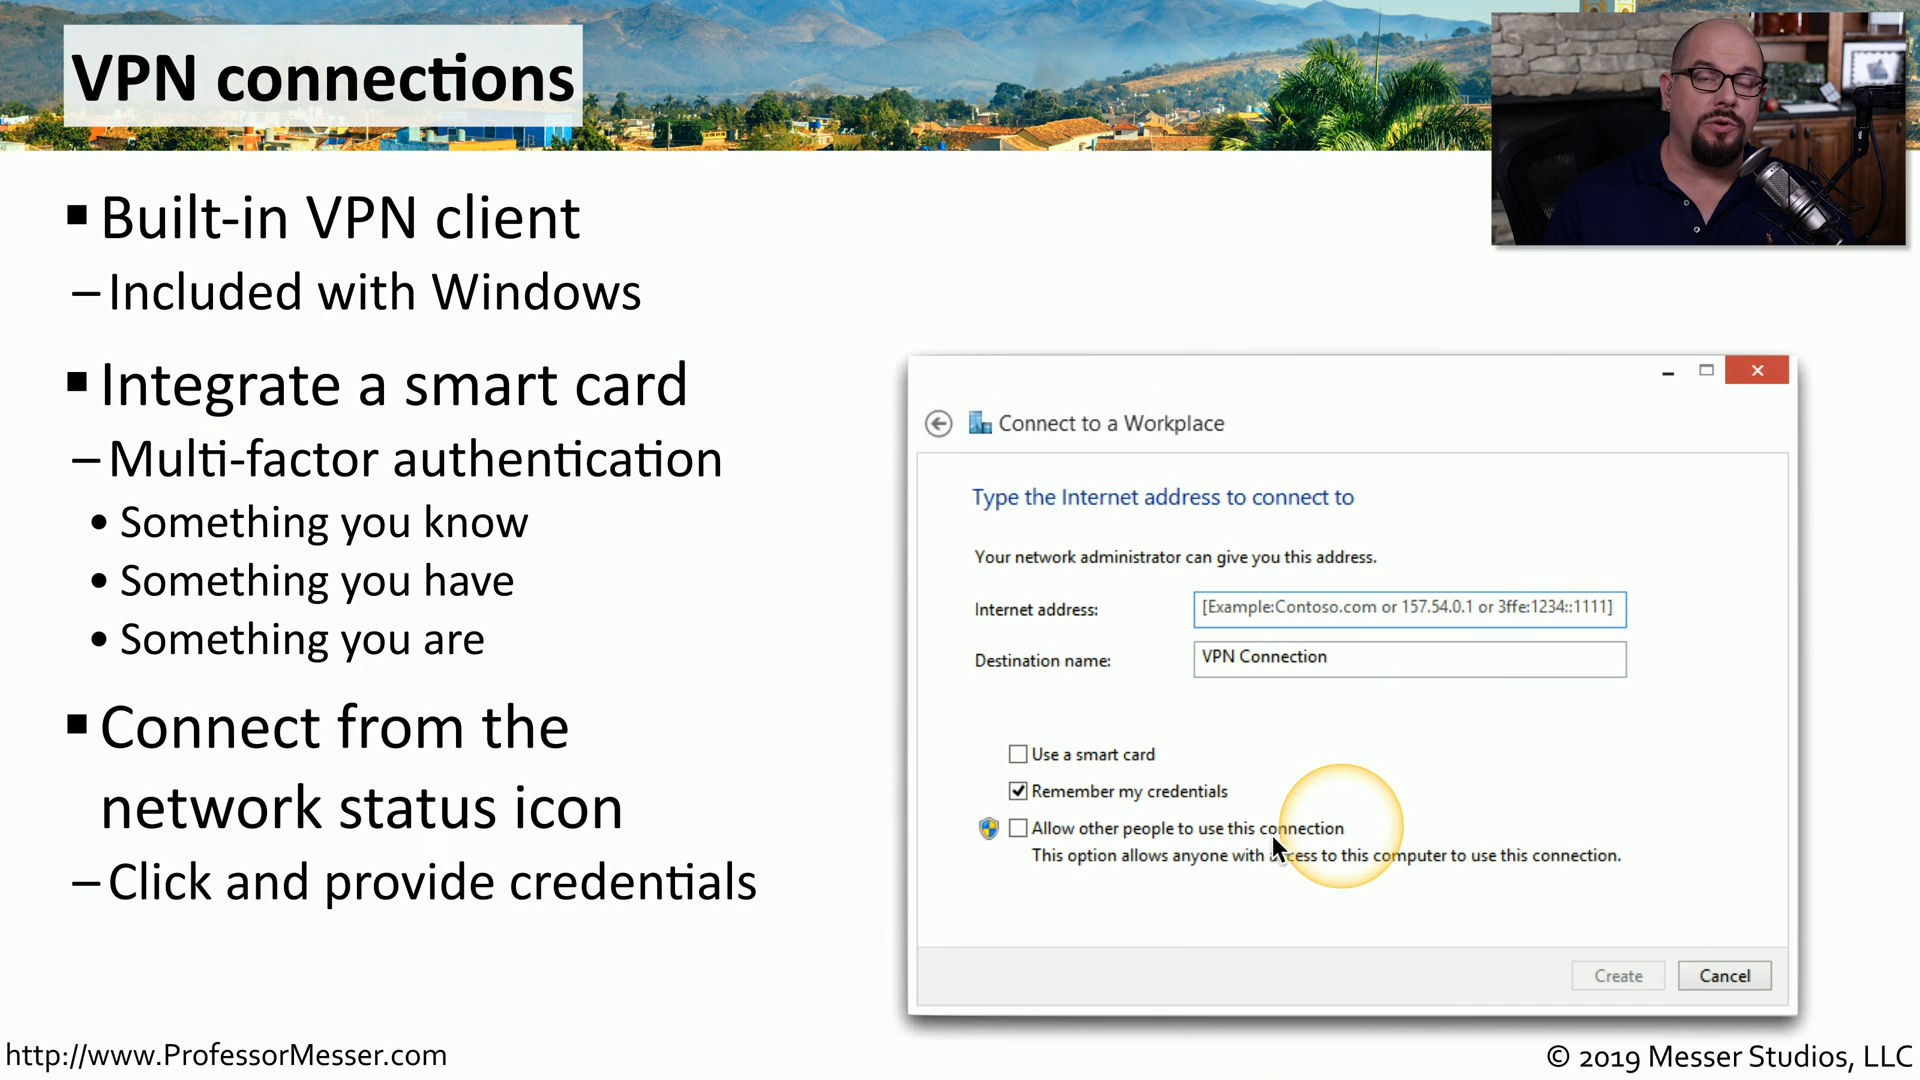 VPN connections
▪ Built-in VPN client
– Included with Windows
▪ Integrate a smart card
– Multi-factor authentication
• Something you know
• Something you have
• Something you are
▪ Connect from the
network status icon
– Click and provide credentials
Connect to a Workplace
Type the Internet address to connect to
Your network administrator can give you this address.
Internet address: [Example:Contoso.com or 157.54.0.1 or 3ffe:1234::1111]
Destination name: VPN Connection
Use a smart card
Remember my credentials
Allow other people to use this connection
This option allows anyone with access to this computer to use this connection.
Create Cancel
http://www.ProfessorMesser.com
© 2019 Messer Studios, LLC